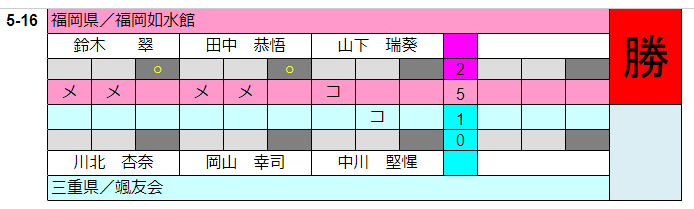 5-16 福岡県／福岡如水館
鈴木 翠 田中 恭悟 山下 瑞葵
○ ○ 2
メ メ メ メ コ 5
コ 1
0
川北 杏奈 岡山 幸司 中川 堅惺
三重県／颯友会
勝